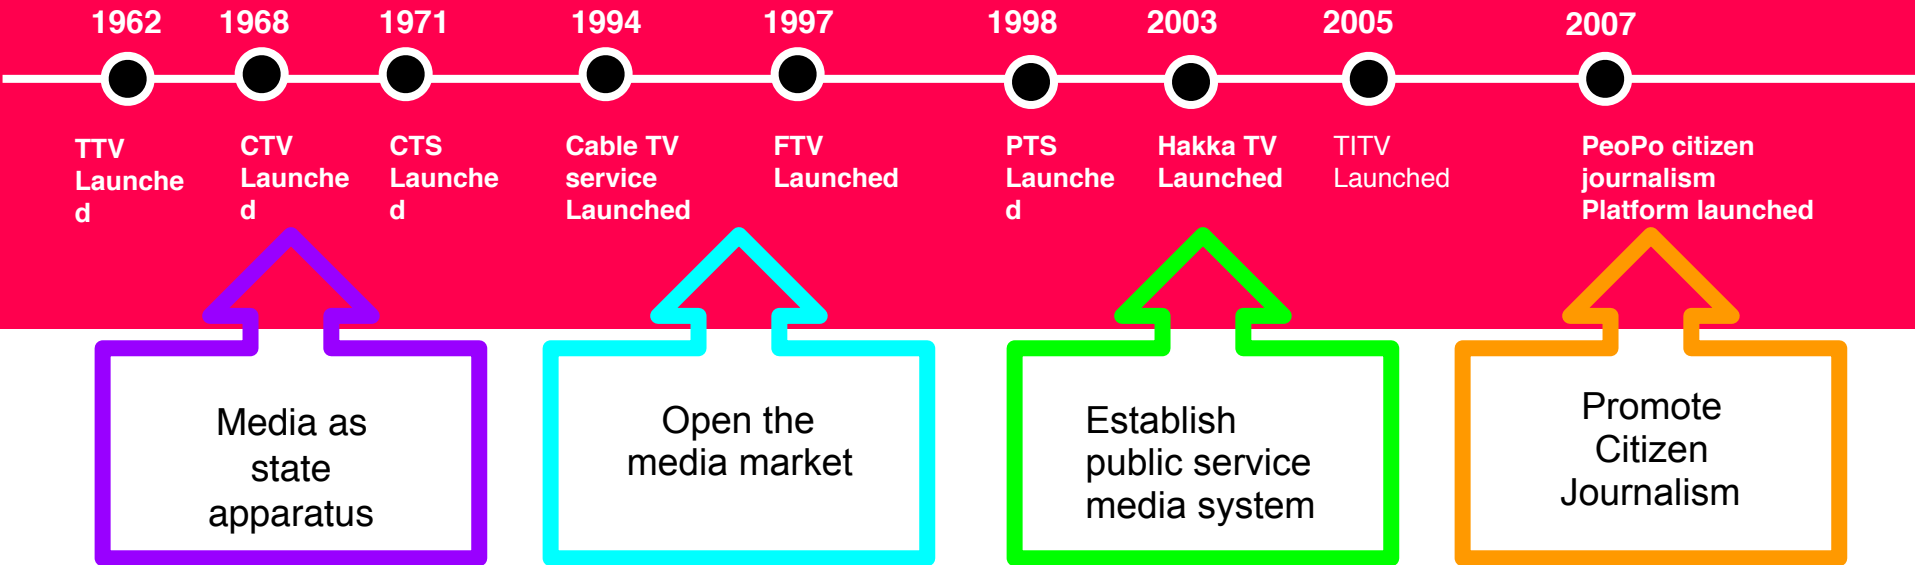 1962
1968
1971
1994
1997
1998
2003
2005
2007
TTV
Launche
d
CTV
Launche
d
CTS
Launche
d
Cable TV
service
Launched
FTV
Launched
PTS
Launche
d
Hakka TV
Launched
TITV
Launched
PeoPo citizen
journalism
Platform launched
Media as
state
apparatus
Open the
media market
Establish
public service
media system
Promote
Citizen
Journalism